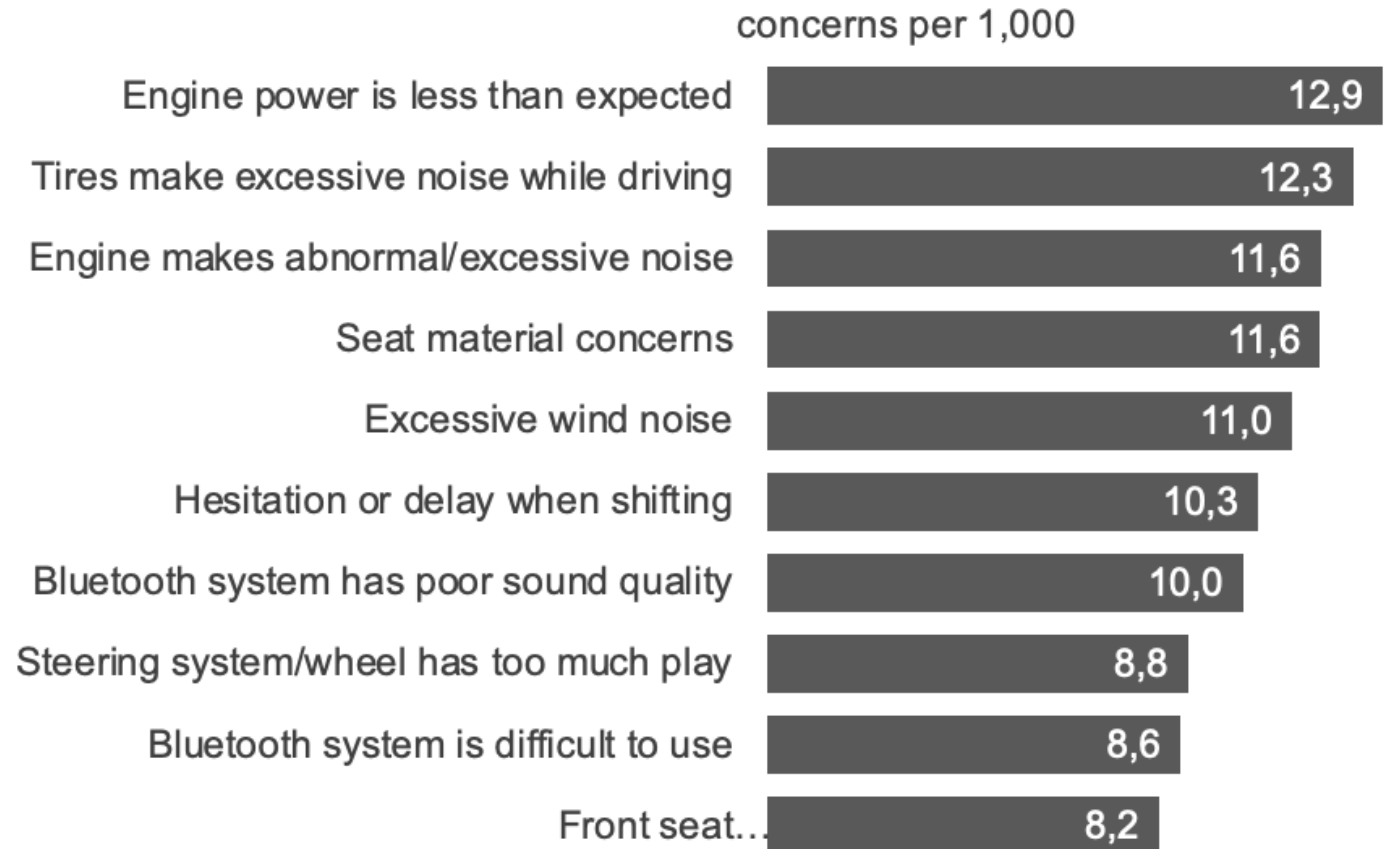 concerns per 1,000
Engine power is less than expected 12,9
Tires make excessive noise while driving 12,3
Engine makes abnormal/excessive noise 11,6
Seat material concerns 11,6
Excessive wind noise 11,0
Hesitation or delay when shifting 10,3
Bluetooth system has poor sound quality 10,0
Steering system/wheel has too much play 8,8
Bluetooth system is difficult to use 8,6
Front seat… 8,2